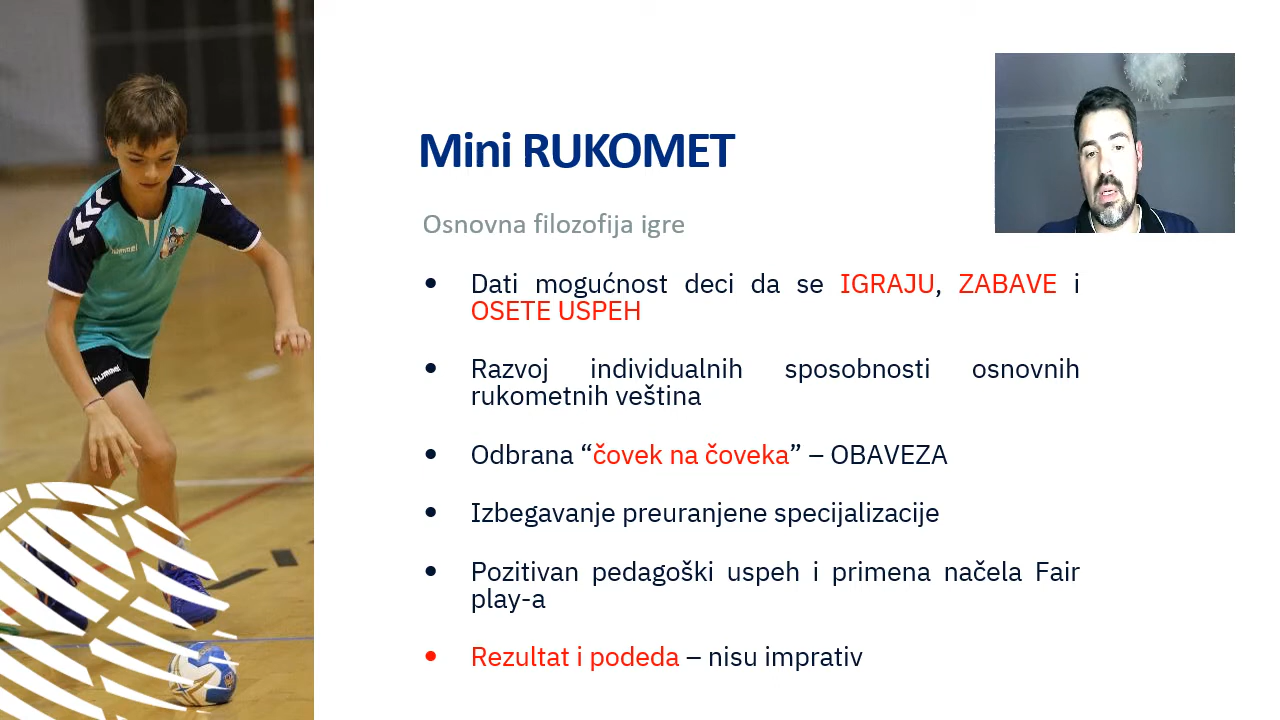 Mini RUKOMET
Osnovna filozofija igre
• Dati mogućnost deci da se IGRAJU, ZABAVE i
OSETE USPEH
• Razvoj individualnih sposobnosti osnovnih
rukometnih veština
• Odbrana “čovek na čoveka” – OBAVEZA
• Izbegavanje preuranjene specijalizacije
• Pozitivan pedagoški uspeh i primena načela Fair
play-a
• Rezultat i podeda – nisu imprativ
hummel
hummel